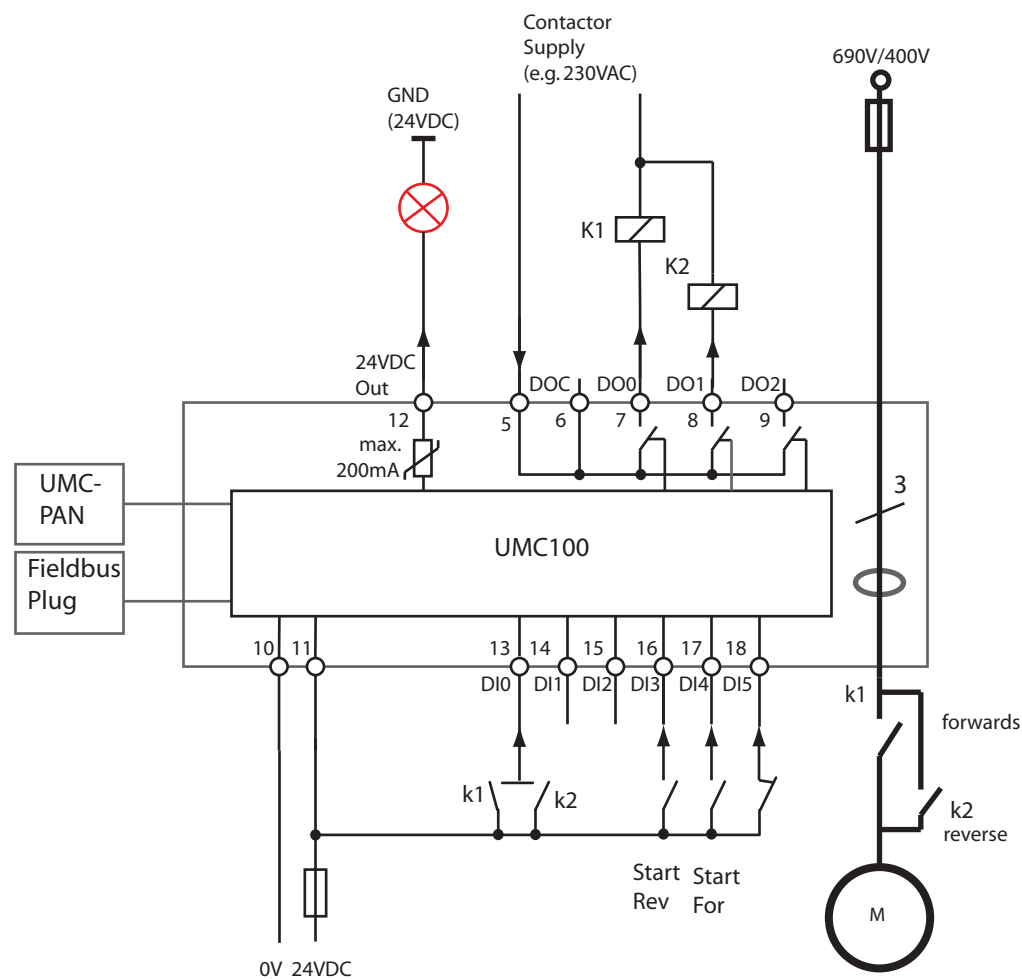 Contactor
Supply
(e.g. 230VAC)
690V/400V
GND
(24VDC)
K1
K2
24VDC
Out
DOC
DO0
DO1
DO2
12
5
6
7
8
9
max.
200mA
UMC-
PAN
3
UMC100
Fieldbus
Plug
10
11
13
14
15
16
17
18
DI0
DI1
DI2
DI3
DI4
DI5
k1
forwards
k1
k2
k2
reverse
Start
Rev
Start
For
M
0V
24VDC